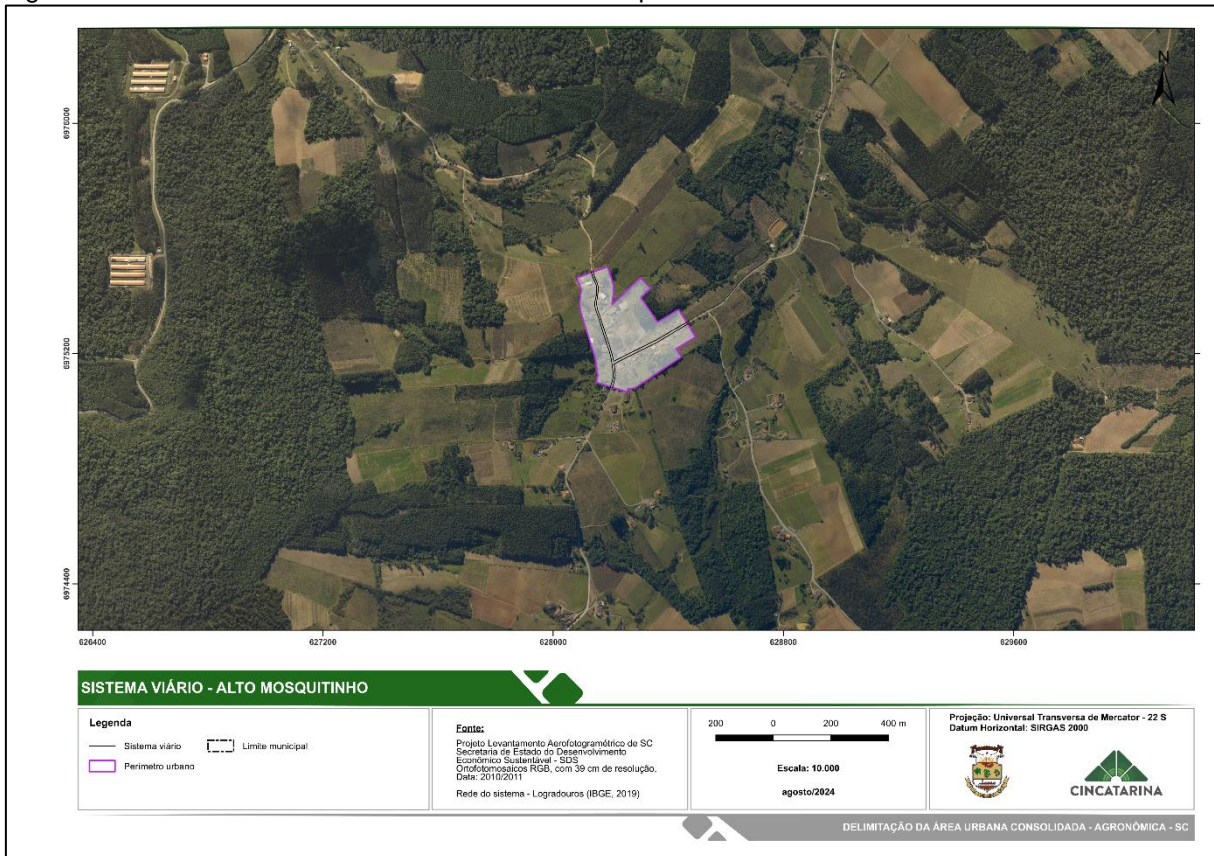 N
6976000
6975200
6974400
626400
627200
628000
628800
629600
SISTEMA VIÁRIO - ALTO MOSQUITINHO
Legenda
Sistema viário
Limite municipal
Perímetro urbano
Fonte:
Projeto Levantamento Aerofotogramétrico de SC
Secretaria de Estado do Desenvolvimento
Econômico Sustentável - SDS
Ortofotomosaicos RGB, com 39 cm de resolução.
Data: 2010/2011
Rede do sistema - Logradouros (IBGE, 2019)
200 0 200 400 m
Escala: 10.000
agosto/2024
Projeção: Universal Transversa de Mercator - 22 S
Datum Horizontal: SIRGAS 2000
CINCATARINA
DELIMITAÇÃO DA ÁREA URBANA CONSOLIDADA - AGRONÔMICA - SC